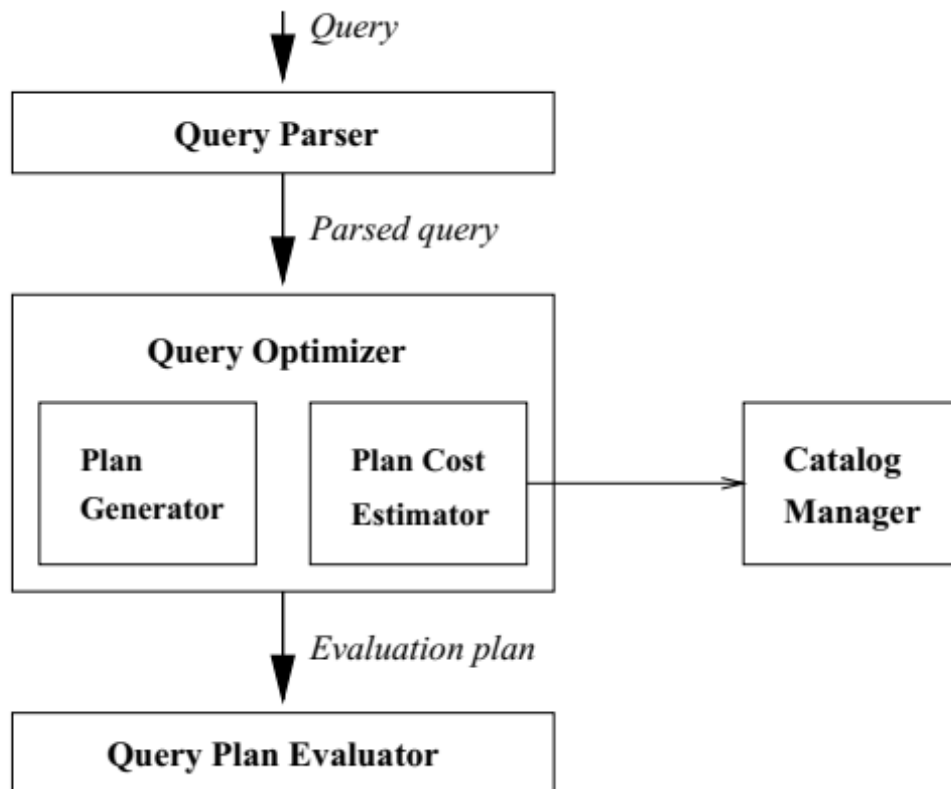 Query
Query Parser
Parsed query
Query Optimizer
Plan
Generator
Plan Cost
Estimator
Catalog
Manager
Evaluation plan
Query Plan Evaluator